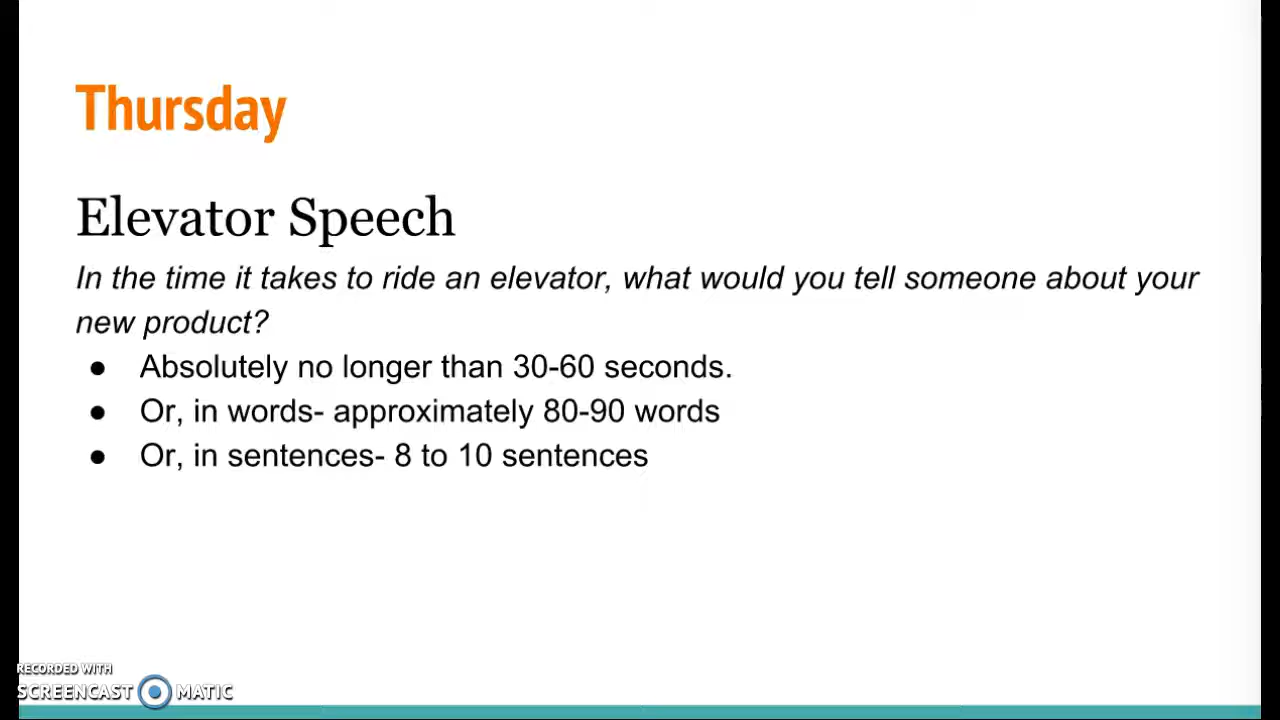 Thursday
Elevator Speech
In the time it takes to ride an elevator, what would you tell someone about your
new product?
● Absolutely no longer than 30-60 seconds.
● Or, in words- approximately 80-90 words
● Or, in sentences- 8 to 10 sentences
RECORDED WITH
SCREENCAST MATIC